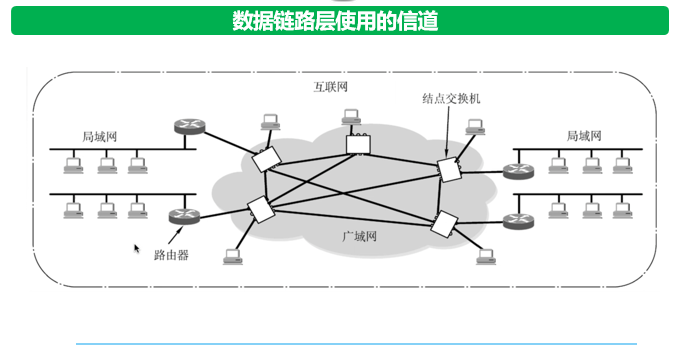 数据链路层使用的信道
互联网
结点交换机
局域网
局域网
广域网
路由器